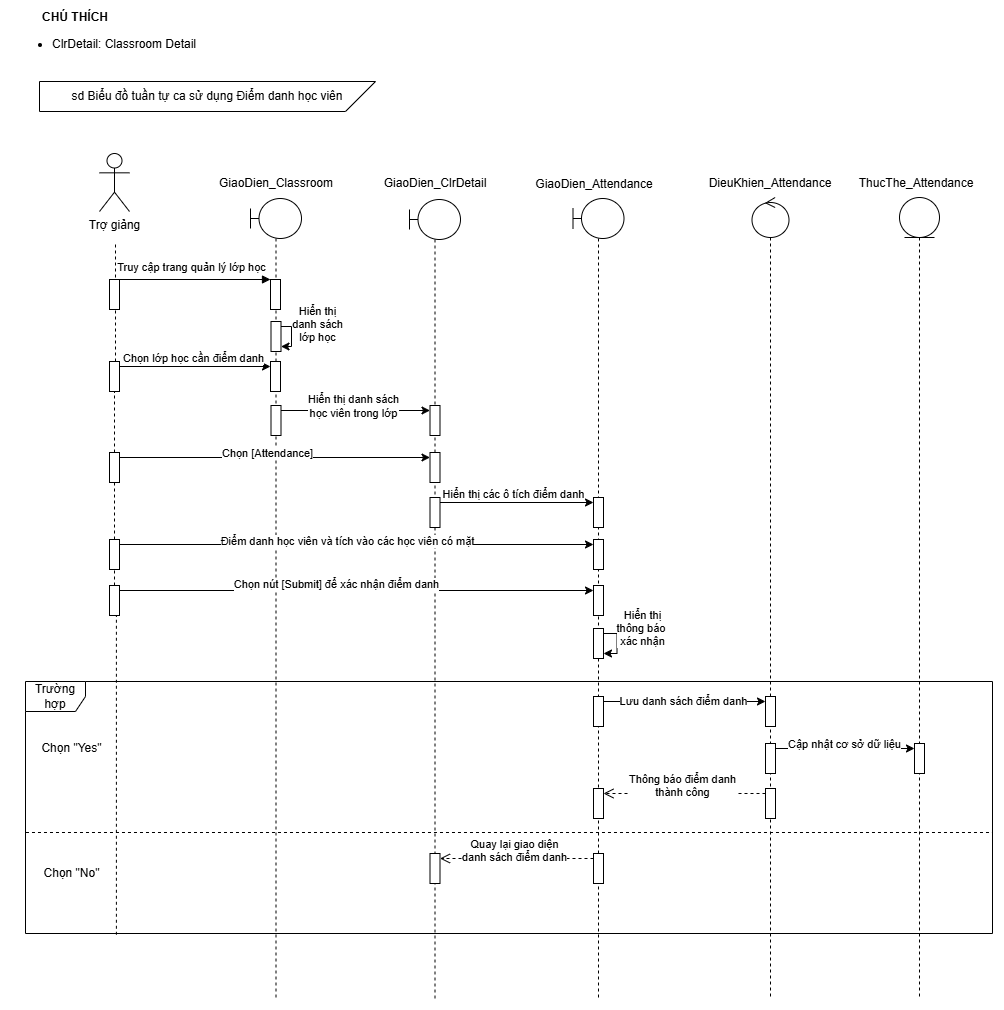 CHÚ THÍCH
• ClrDetail: Classroom Detail
sd Biểu đồ tuần tự ca sử dụng Điểm danh học viên
GiaoDien_Classroom
GiaoDien_ClrDetail
GiaoDien_Attendance
DieuKhien_Attendance
ThucThe_Attendance
Trợ giảng
Truy cập trang quản lý lớp học
Hiển thị
danh sách
lớp học
Chọn lớp học cần điểm danh
Hiển thị danh sách
học viên trong lớp
Chọn [Attendance]
Hiển thị các ô tích điểm danh
Điểm danh học viên và tích vào các học viên có mặt
Chọn nút [Submit] để xác nhận điểm danh
Hiển thị
thông báo
xác nhận
Trường
hợp
Lưu danh sách điểm danh
Chọn "Yes"
Cập nhật cơ sở dữ liệu
Thông báo điểm danh
thành công
Quay lại giao diện
danh sách điểm danh
Chọn "No"